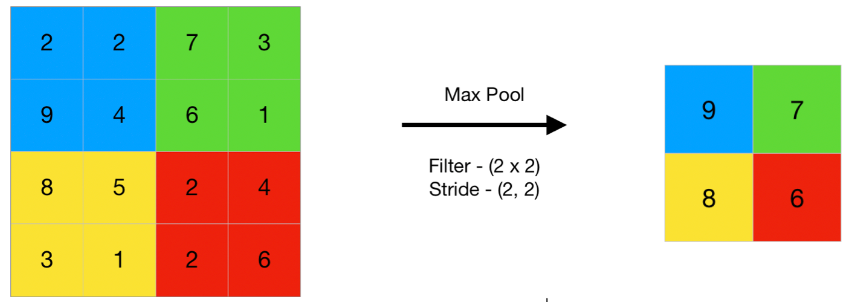 2 2 7 3
9 4 6 1
8 5 2 4
3 1 2 6
Max Pool
Filter - (2 x 2)
Stride - (2, 2)
9 7
8 6